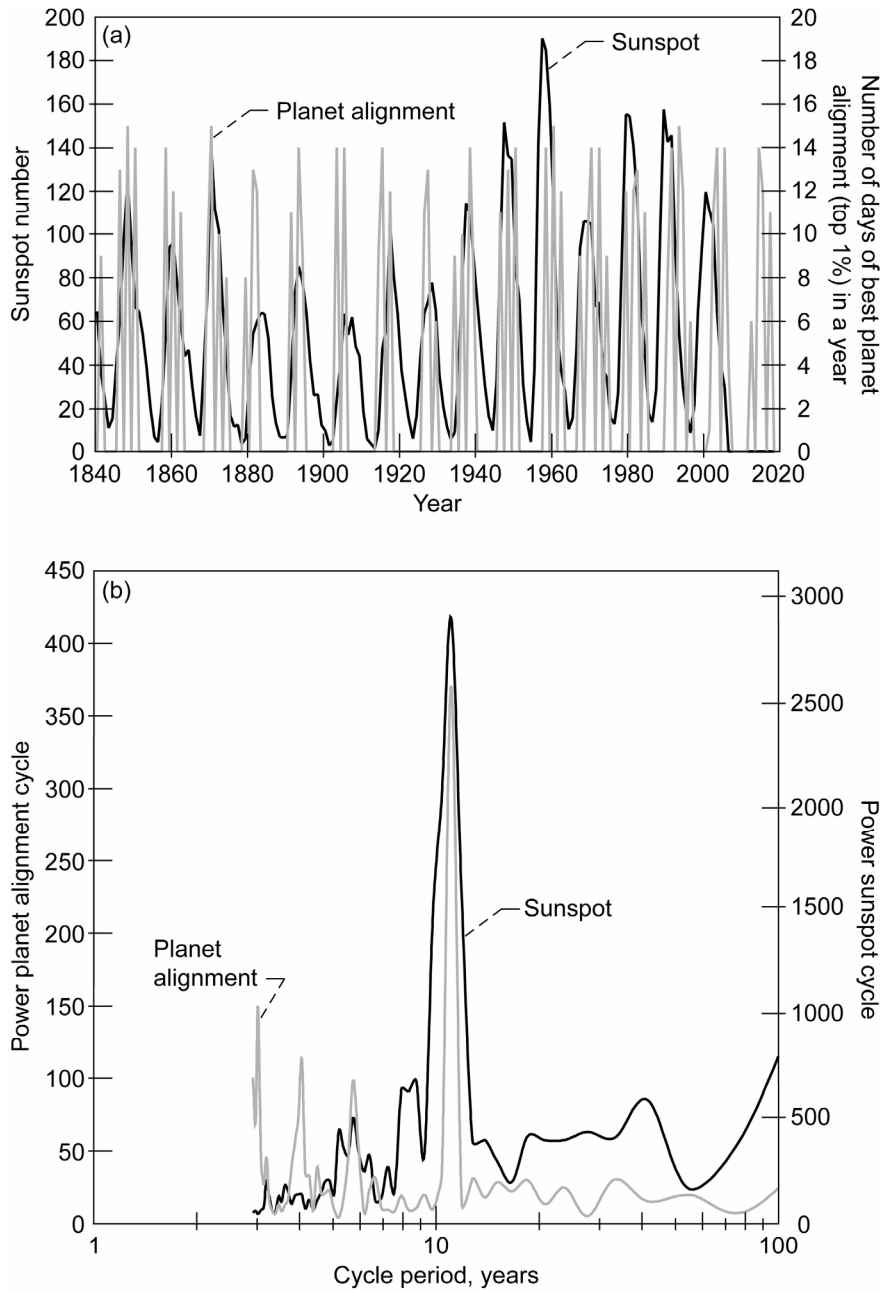 (a)
Sunspot
Planet alignment
Sunspot number
200
180
160
140
120
100
80
60
40
20
0
20
18
16
14
12
10
8
6
4
2
0
Number of days of best planet
alignment (top 1%) in a year
1840 1860 1880 1900 1920 1940 1960 1980 2000 2020
Year
(b)
Power planet alignment cycle
450
400
350
300
250
200
150
100
50
0
Planet
alignment
Sunspot
3000
2500
2000
1500
1000
500
0
Power sunspot cycle
1 10 100
Cycle period, years